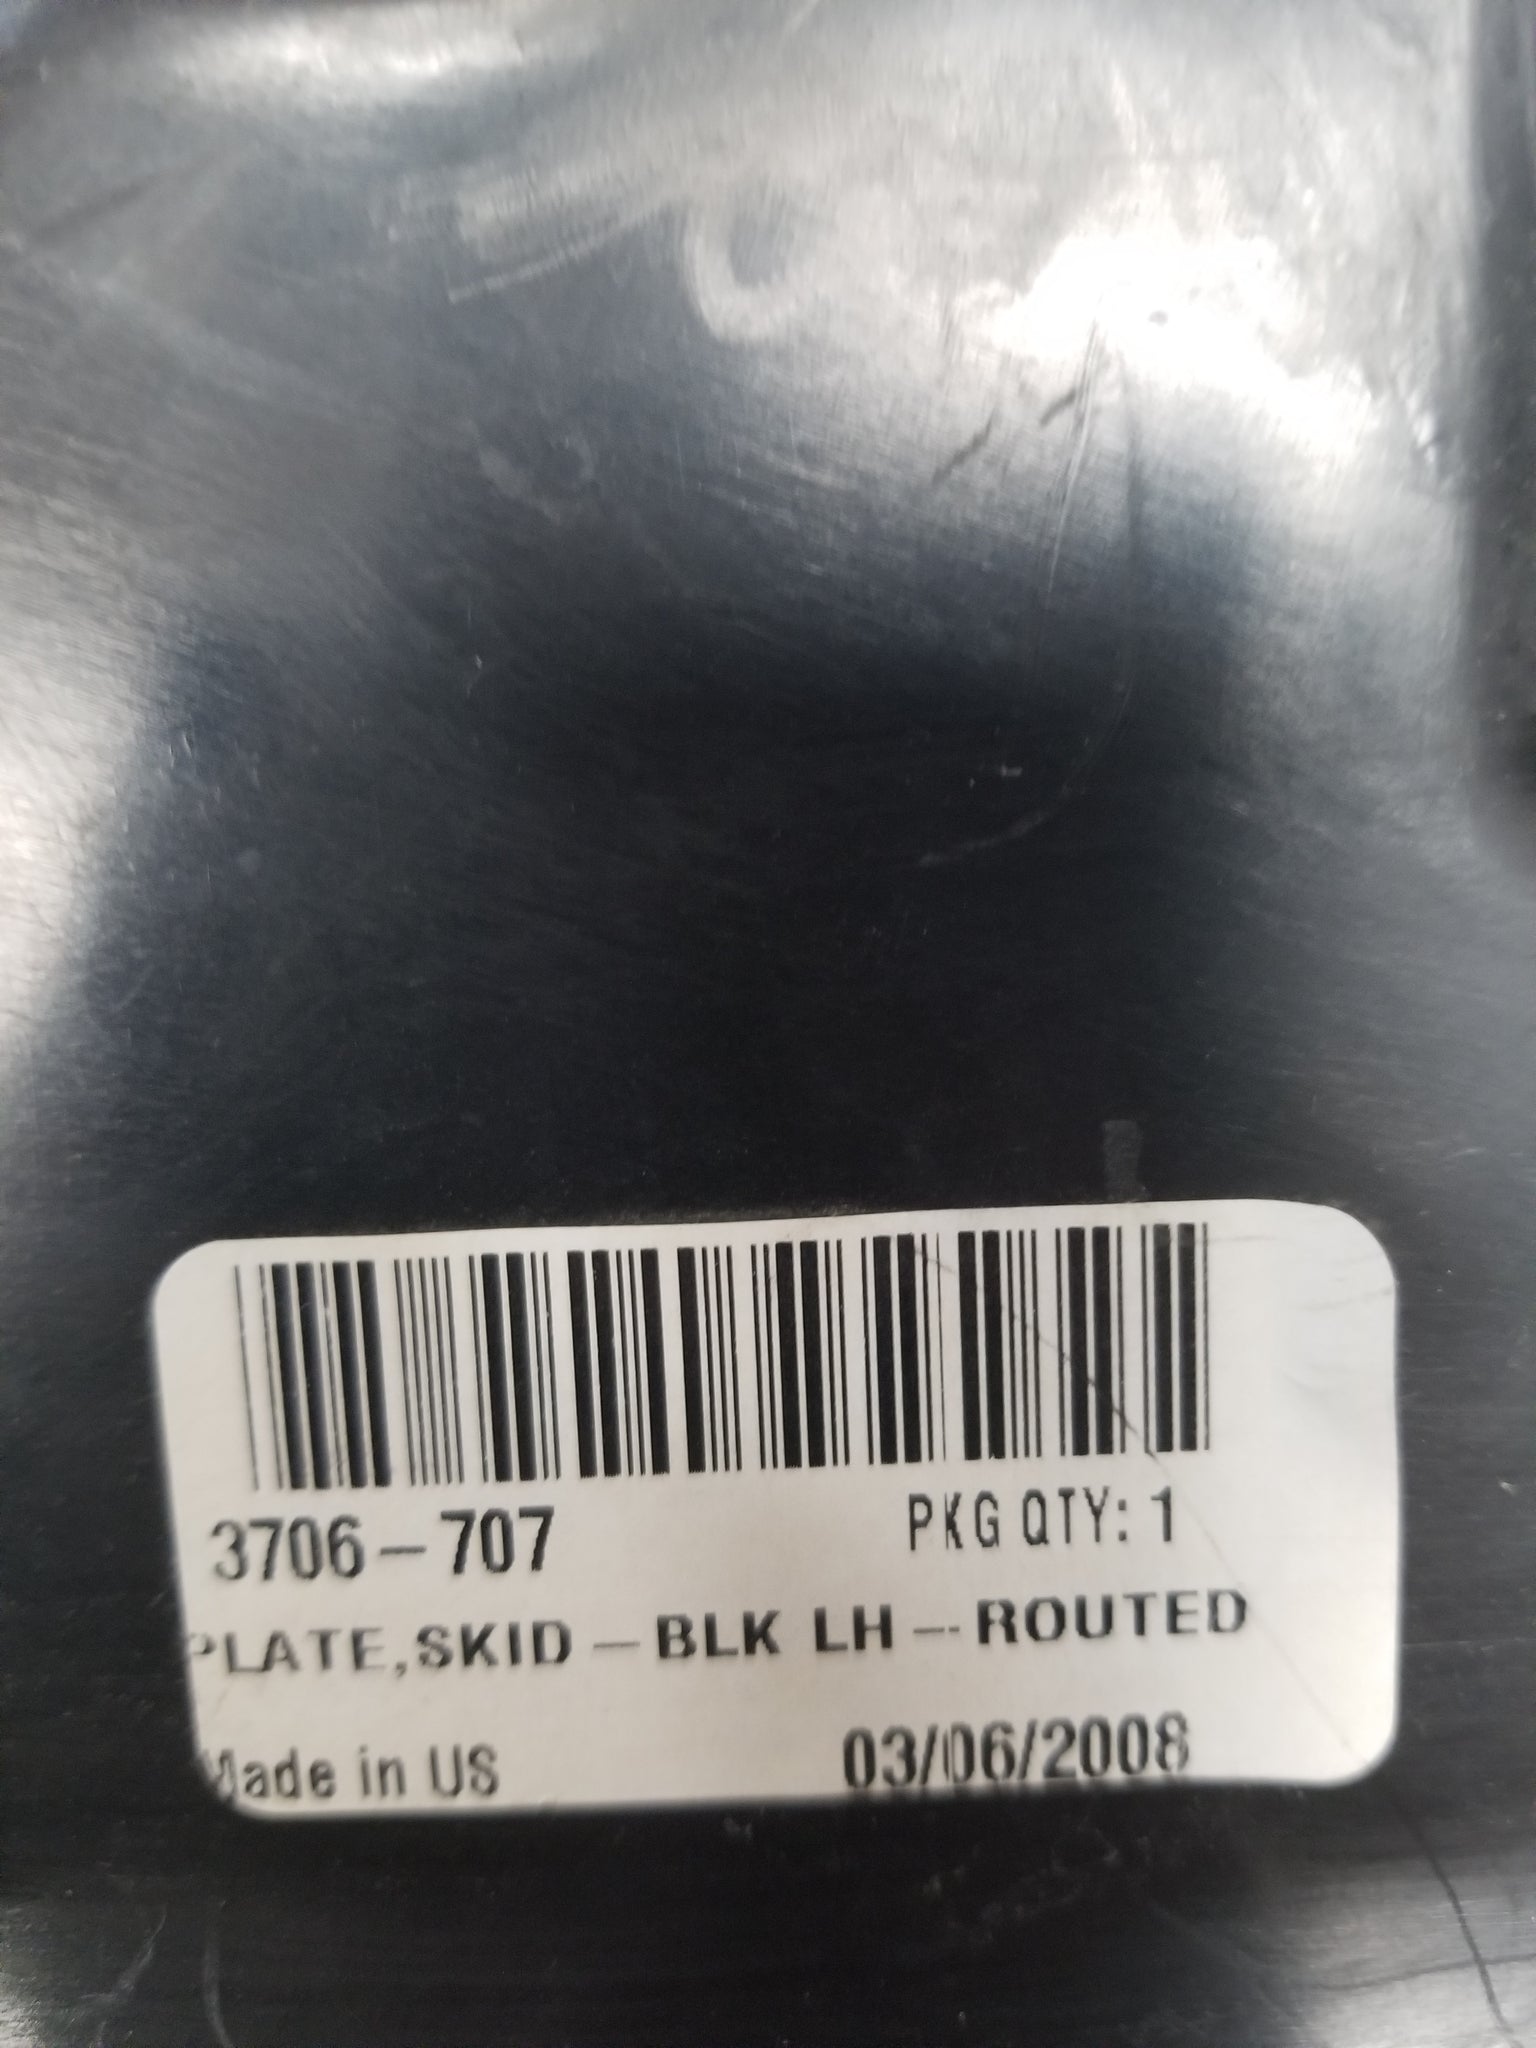 3706-707 PKG QTY: 1
PLATE,SKID-BLK LH-ROUTED
Made in US 03/06/2008